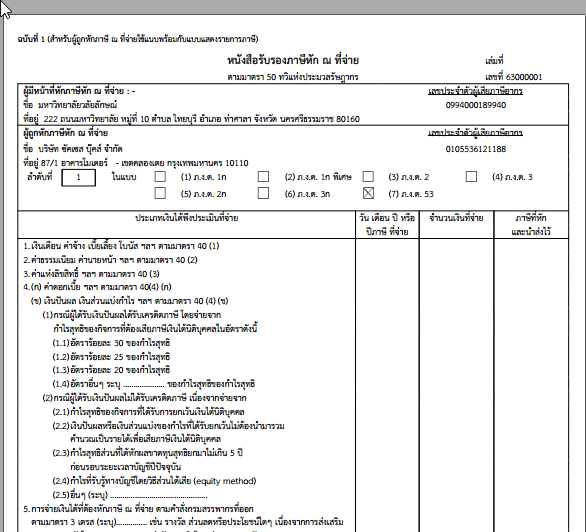 ฉบับที่ 1 (สำหรับผู้ถูกหักภาษี ณ ที่จ่ายใช้แนบพร้อมกับแบบแสดงรายการภาษี)
หนังสือรับรองภาษีหัก ณ ที่จ่าย เล่มที่
ตามมาตรา 50 ทวิแห่งประมวลรัษฎากร เลขที่ 63000001
ผู้มีหน้าที่หักภาษีหัก ณ ที่จ่าย : - เลขประจำตัวผู้เสียภาษีอากร
ชื่อ มหาวิทยาลัยวลัยลักษณ์ 0994000189940
ที่อยู่ 222 ถนนมหาวิทยาลัย หมู่ที่ 10 ตำบล ไทยบุรี อำเภอ ท่าศาลา จังหวัด นครศรีธรรมราช 80160
ผู้ถูกหักภาษีหัก ณ ที่จ่าย เลขประจำตัวผู้เสียภาษีอากร
ชื่อ บริษัท ซัคเซส บุ๊คส์ จำกัด 0105536121188
ที่อยู่ 87/1 อาคารโมเดอร์ - เขตคลองเตย กรุงเทพมหานคร 10110
ลำดับที่ 1 ในแบบ (1) ภ.ง.ด. 1ก (2) ภ.ง.ด. 1ก พิเศษ (3) ภ.ง.ด. 2 (4) ภ.ง.ด. 3
(5) ภ.ง.ด. 2ก (6) ภ.ง.ด. 3ก (7) ภ.ง.ด. 53
ประเภทเงินได้พึงประเมินที่จ่าย วัน เดือน ปี หรือ จำนวนเงินที่จ่าย ภาษีที่หัก
ปีภาษี ที่จ่าย และนำส่งไว้
1.เงินเดือน ค่าจ้าง เบี้ยเลี้ยง โบนัส ฯลฯ ตามมาตรา 40 (1)
2.ค่าธรรมเนียม ค่านายหน้า ฯลฯ ตามมาตรา 40 (2)
3.ค่าแห่งลิขสิทธิ์ ฯลฯ ตามมาตรา 40 (3)
4.(ก) ค่าดอกเบี้ย ฯลฯ ตามมาตรา 40(4) (ก)
(ข) เงินปันผล เงินส่วนแบ่งกำไร ฯลฯ ตามมาตรา 40 (4) (ข)
(1)กรณีผู้ได้รับเงินปันผลได้รับเครดิตภาษี โดยจ่ายจาก
กำไรสุทธิของกิจการที่ต้องเสียภาษีเงินได้นิติบุคคลในอัตราดังนี้
(1.1)อัตราร้อยละ 30 ของกำไรสุทธิ
(1.2)อัตราร้อยละ 25 ของกำไรสุทธิ
(1.3)อัตราร้อยละ 20 ของกำไรสุทธิ
(1.4)อัตราอื่นๆ ระบุ .................... ของกำไรสุทธิของกำไรสุทธิ
(2)กรณีผู้ได้รับเงินปันผลไม่ได้รับเครดิตภาษี เนื่องจากจ่ายจาก
(2.1)กำไรสุทธิของกิจการที่ได้รับการยกเว้นเงินได้นิติบุคคล
(2.2)เงินปันผลหรือเงินส่วนแบ่งของกำไรที่ได้รับยกเว้นไม่ต้องนำมารวม
คำนวณเป็นรายได้เพื่อเสียภาษีเงินได้นิติบุคคล
(2.3)กำไรสุทธิส่วนที่ได้หักผลขาดทุนสุทธิยกมาไม่เกิน 5 ปี
ก่อนรอบระยะเวลาบัญชีปีปัจจุบัน
(2.4)กำไรที่รับรู้ทางบัญชีโดยวิธีส่วนได้เสีย (equity method)
(2.5)อื่นๆ (ระบุ) ...............................................
5.การจ่ายเงินได้ที่ต้องหักภาษี ณ ที่จ่าย ตามคำสั่งกรมสรรพากรที่ออก
ตามมาตรา 3 เตรส (ระบุ)............... เช่น รางวัล ส่วนลดหรือประโยชน์ใดๆ เนื่องจากการส่งเสริม